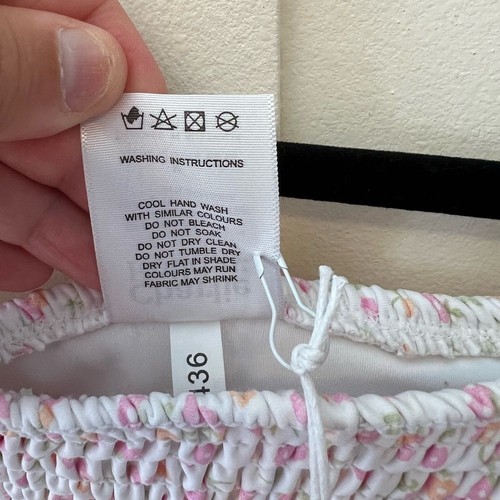 WASHING INSTRUCTIONS
COOL HAND WASH
WITH SIMILAR COLOURS
DO NOT BLEACH
DO NOT SOAK
DO NOT DRY CLEAN
DO NOT TUMBLE DRY
DRY FLAT IN SHADE
COLOURS MAY RUN
FABRIC MAY SHRINK